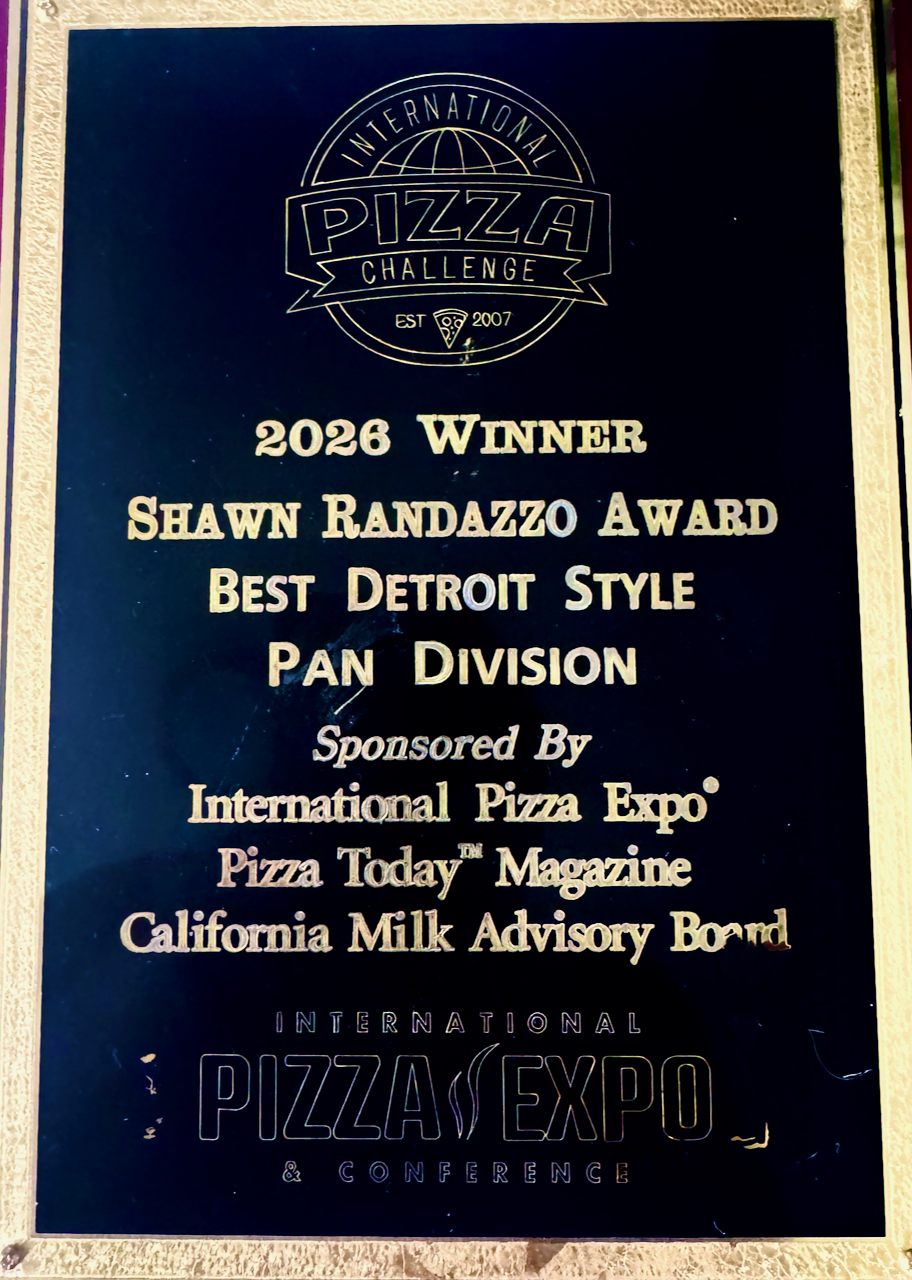 INTERNATIONAL
PIZZA
CHALLENGE
EST 2007
2026 WINNER
SHAWN RANDAZZO AWARD
BEST DETROIT STYLE
PAN DIVISION
Sponsored By
International Pizza Expo®
Pizza Today™ Magazine
California Milk Advisory Board
INTERNATIONAL
PIZZA EXPO
& CONFERENCE